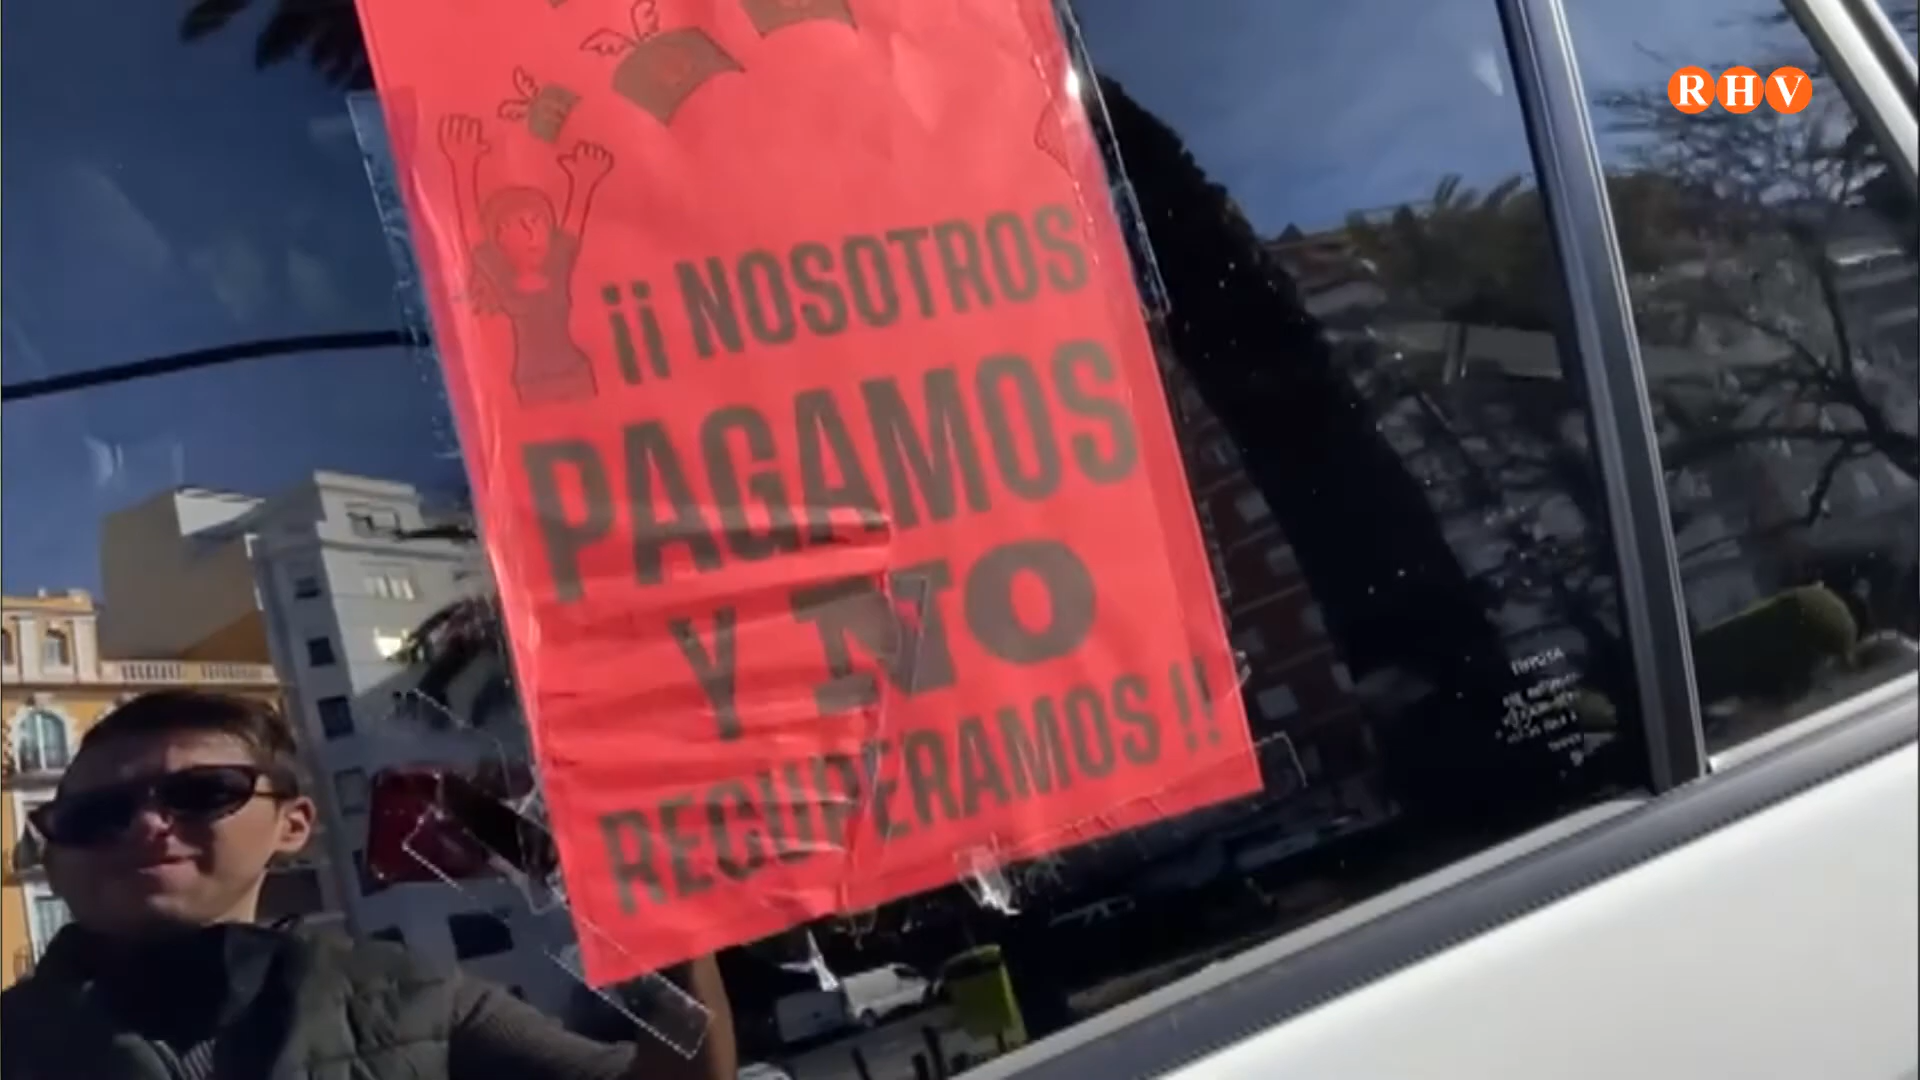 RHV
¡¡ NOSOTROS
PAGAMOS
Y NO
RECUPERAMOS !!